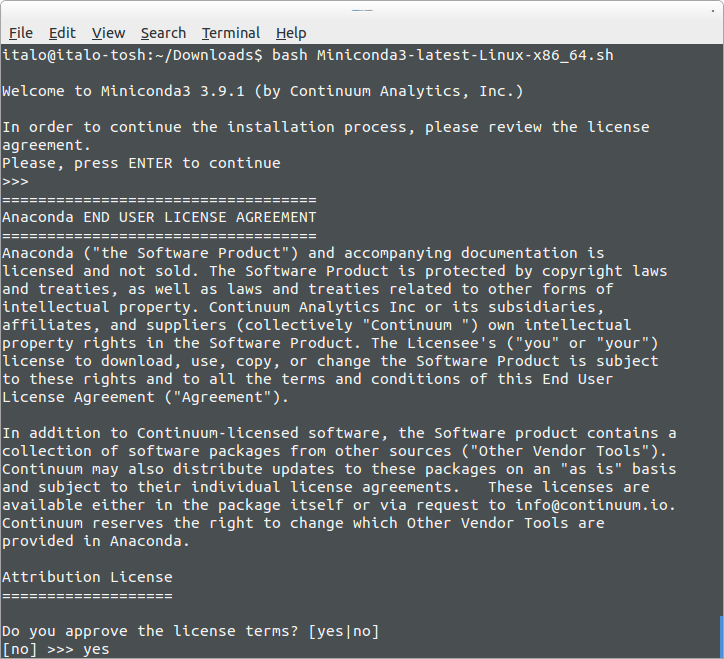 File Edit View Search Terminal Help
italo@italo-tosh:~/Downloads$ bash Miniconda3-latest-Linux-x86_64.sh
Welcome to Miniconda3 3.9.1 (by Continuum Analytics, Inc.)
In order to continue the installation process, please review the license
agreement.
Please, press ENTER to continue
>>>
===================================
Anaconda END USER LICENSE AGREEMENT
===================================
Anaconda ("the Software Product") and accompanying documentation is
licensed and not sold. The Software Product is protected by copyright laws
and treaties, as well as laws and treaties related to other forms of
intellectual property. Continuum Analytics Inc or its subsidiaries,
affiliates, and suppliers (collectively "Continuum ") own intellectual
property rights in the Software Product. The Licensee's ("you" or "your")
license to download, use, copy, or change the Software Product is subject
to these rights and to all the terms and conditions of this End User
License Agreement ("Agreement").
In addition to Continuum-licensed software, the Software product contains a
collection of software packages from other sources ("Other Vendor Tools").
Continuum may also distribute updates to these packages on an "as is" basis
and subject to their individual license agreements.   These licenses are
available either in the package itself or via request to info@continuum.io.
Continuum reserves the right to change which Other Vendor Tools are
provided in Anaconda.
Attribution License
===================
Do you approve the license terms? [yes|no]
[no] >>> yes